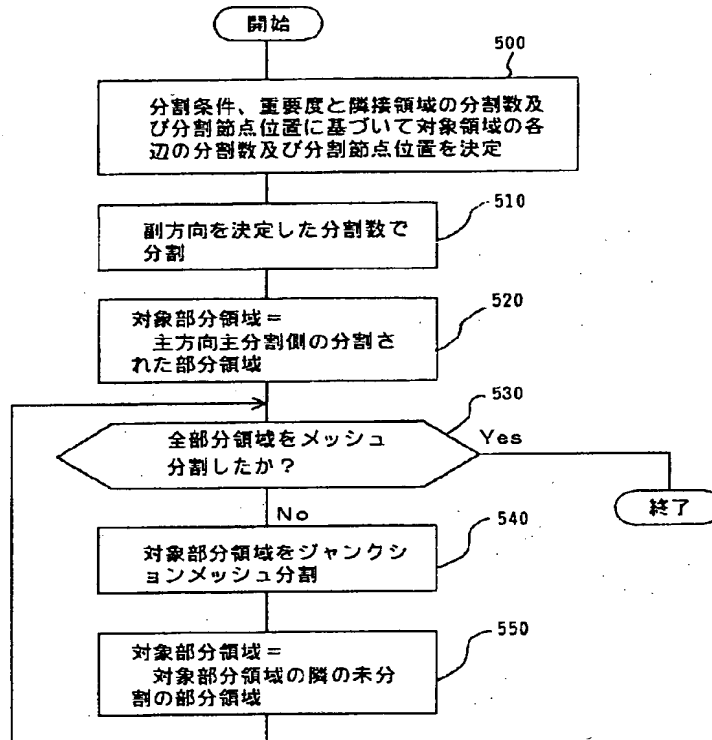 開始
500
分割条件、重要度と隣接領域の分割数及
び分割節点位置に基づいて対象領域の各
辺の分割数及び分割節点位置を決定
510
副方向を決定した分割数で
分割
520
対象部分領域＝
主方向主分割側の分割さ
れた部分領域
530
全部分領域をメッシュ
分割したか？
Yes
終了
No
540
対象部分領域をジャンクシ
ョンメッシュ分割
550
対象部分領域＝
対象部分領域の隣の未分
割の部分領域